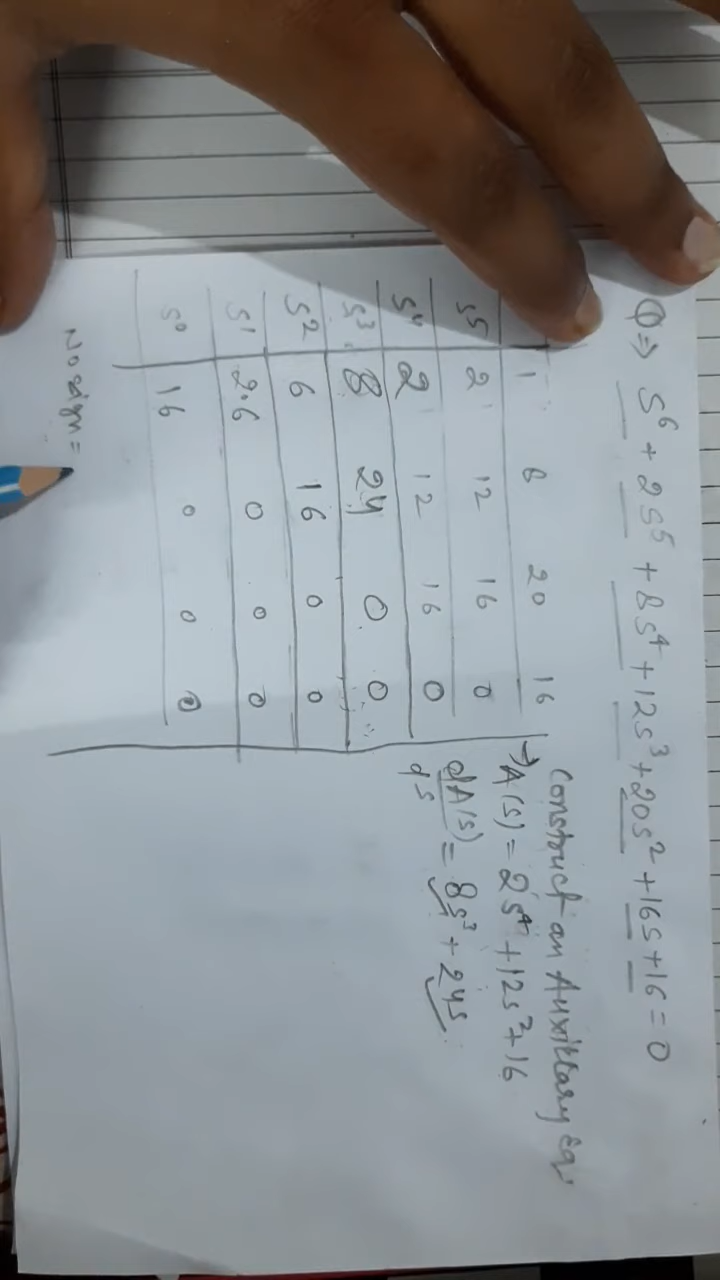 Q⇒ S⁶ + 2S⁵ + 8S⁴ + 12S³ + 20S² + 16S + 16 = 0
1 8 20 16
S5 2 12 16 0
S4 2 12 16 0
S3 8 24 0 0
S2 6 16 0 0
S1 2.6 0 0 0
S0 16 0 0 0
Construct an Auxillary Eq.
→ A(S) = 2S⁴ + 12S² + 16
dA(S)/dS = 8S³ + 24S
No sign =